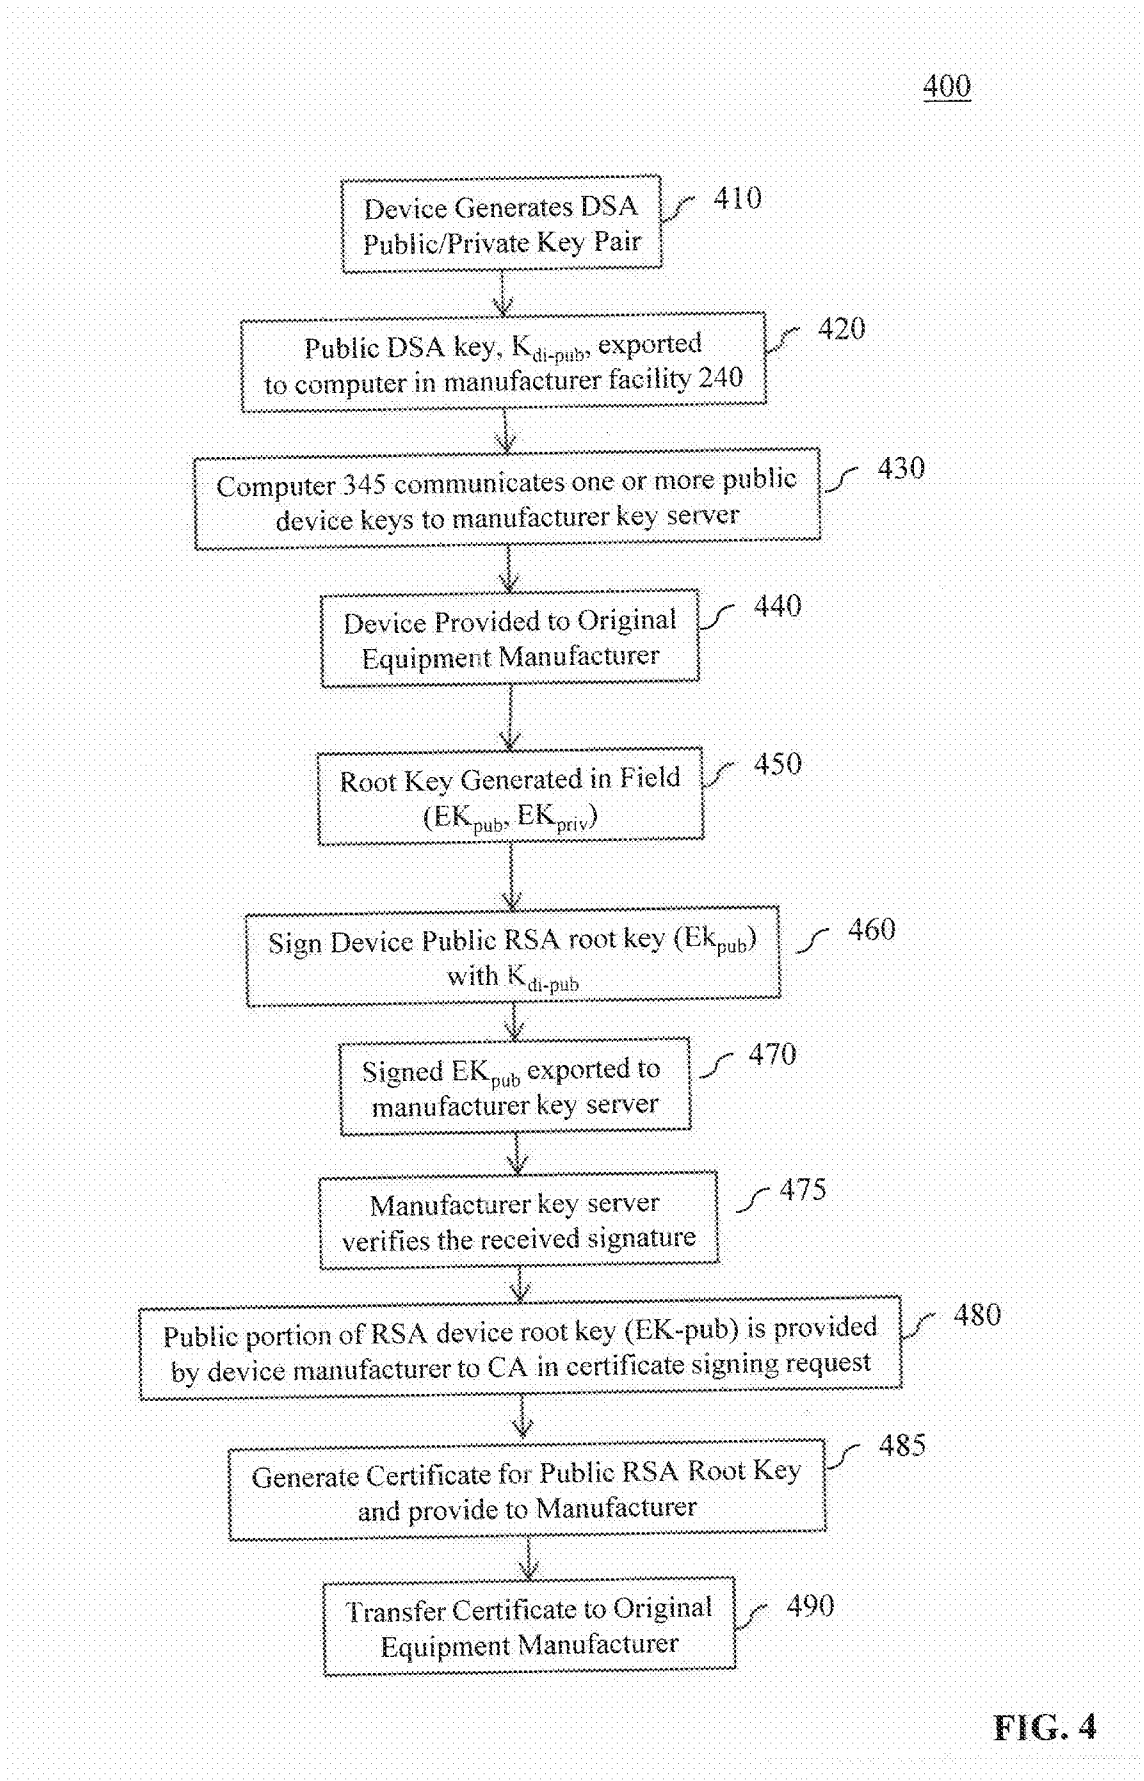 400
Device Generates DSA
Public/Private Key Pair
410
Public DSA key, Kdi-pub, exported
to computer in manufacturer facility 240
420
Computer 345 communicates one or more public
device keys to manufacturer key server
430
Device Provided to Original
Equipment Manufacturer
440
Root Key Generated in Field
(EKpub, EKpriv)
450
Sign Device Public RSA root key (Ekpub)
with Kdi-pub
460
Signed EKpub exported to
manufacturer key server
470
Manufacturer key server
verifies the received signature
475
Public portion of RSA device root key (EK-pub) is provided
by device manufacturer to CA in certificate signing request
480
Generate Certificate for Public RSA Root Key
and provide to Manufacturer
485
Transfer Certificate to Original
Equipment Manufacturer
490
FIG. 4